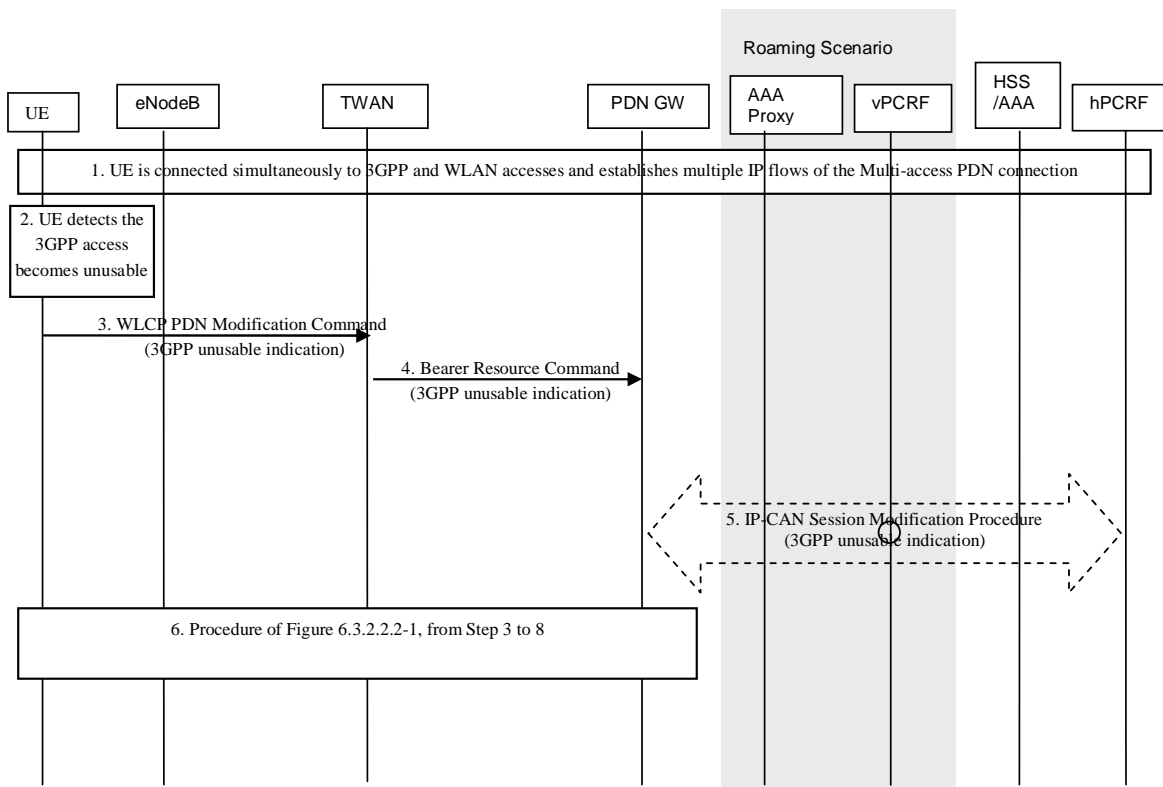 Roaming Scenario
UE
eNodeB
TWAN
PDN GW
AAA
Proxy
vPCRF
HSS
/AAA
hPCRF
1. UE is connected simultaneously to 3GPP and WLAN accesses and establishes multiple IP flows of the Multi-access PDN connection
2. UE detects the
3GPP access
becomes unusable
3. WLCP PDN Modification Command
(3GPP unusable indication)
4. Bearer Resource Command
(3GPP unusable indication)
5. IP-CAN Session Modification Procedure
(3GPP unusable indication)
6. Procedure of Figure 6.3.2.2.2-1, from Step 3 to 8